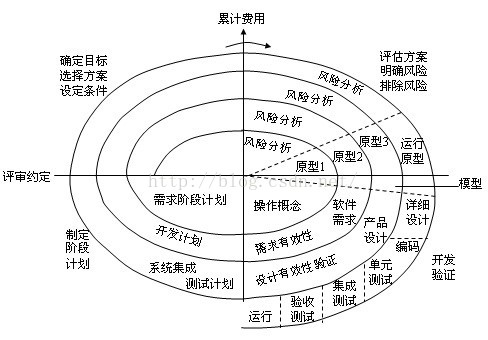 累计费用
确定目标
选择方案
设定条件
评估方案
明确风险
排除风险
风险分析
风险分析
风险分析
风险分析
运行
原型
原型3
原型2
原型1
评审约定
http://blog.csdn.net/
模型
需求阶段计划
操作概念
软件
需求
产品
设计
详细
设计
制定
阶段
计划
开发计划
需求有效性
编码
开发
验证
系统集成
测试计划
设计有效性验证
单元
测试
集成
测试
验收
测试
运行